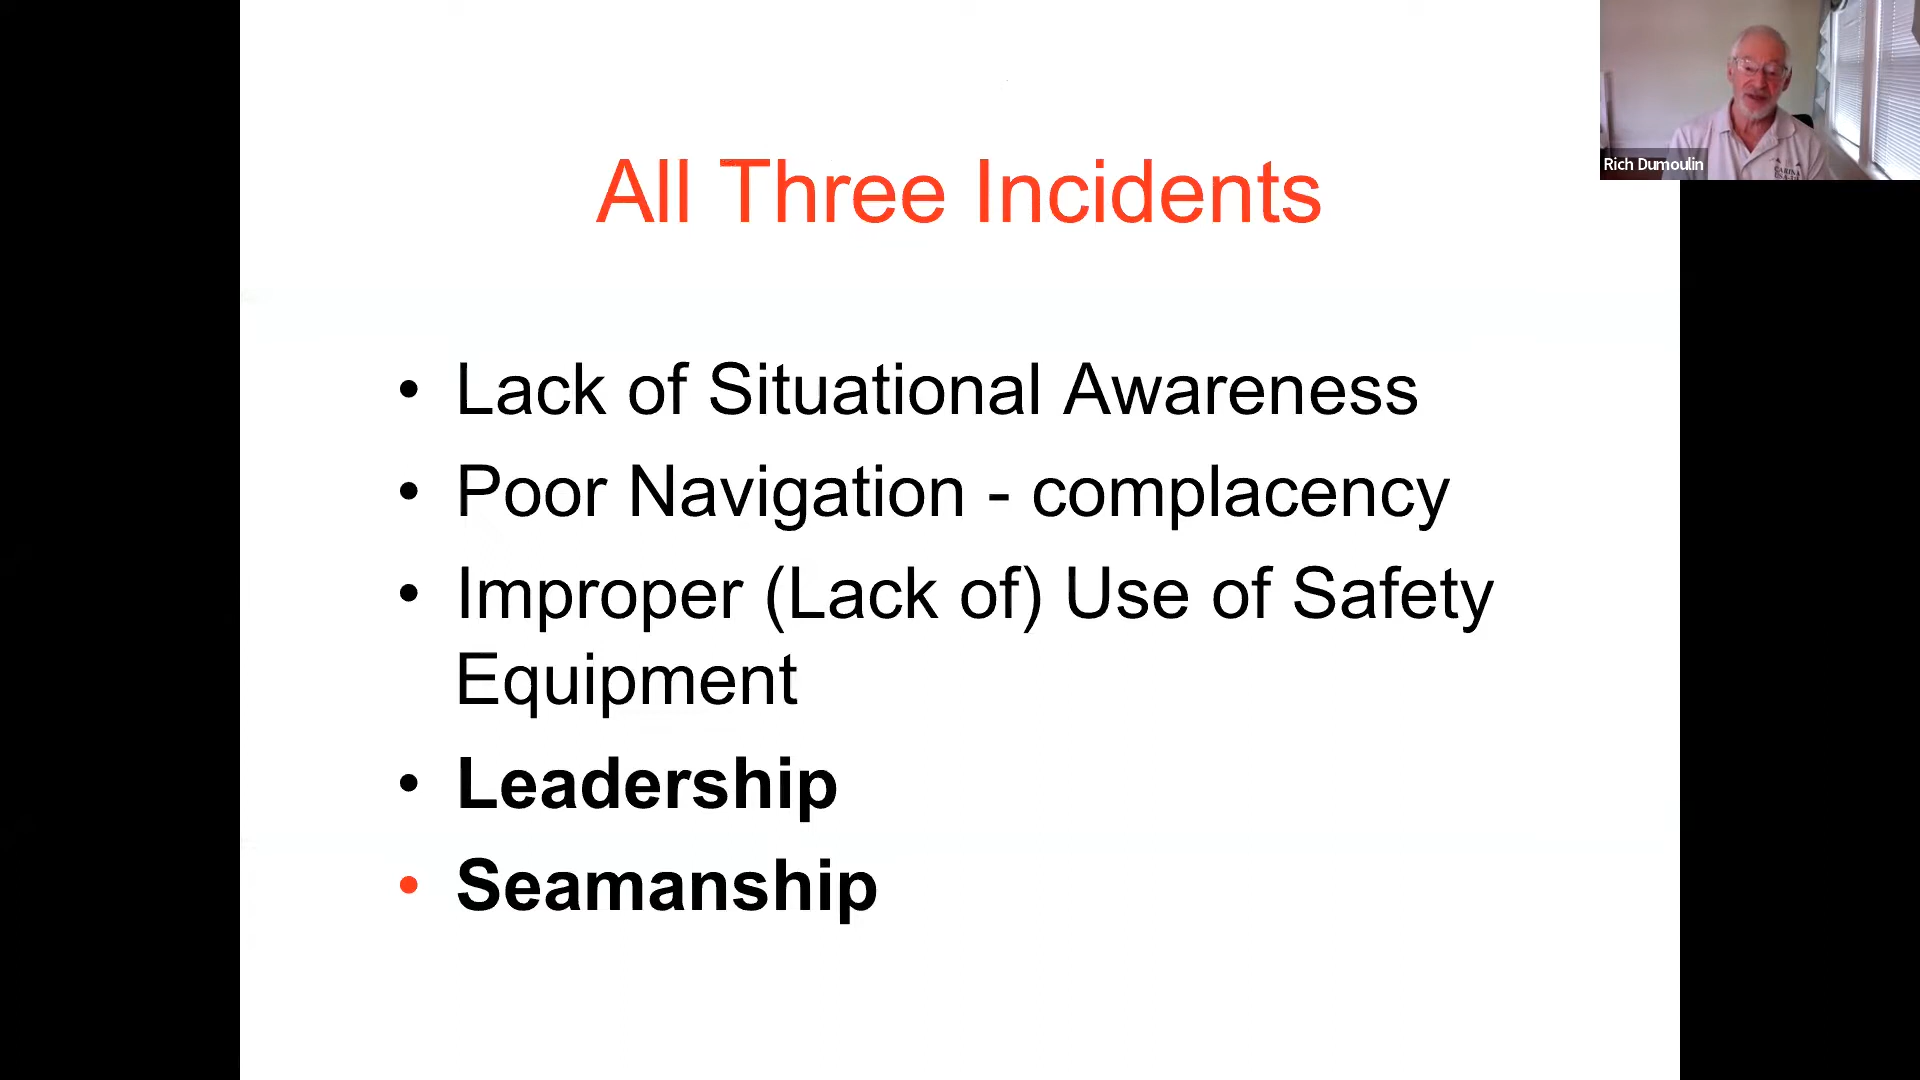 All Three Incidents
Rich Dumoulin
• Lack of Situational Awareness
• Poor Navigation - complacency
• Improper (Lack of) Use of Safety
Equipment
• Leadership
• Seamanship